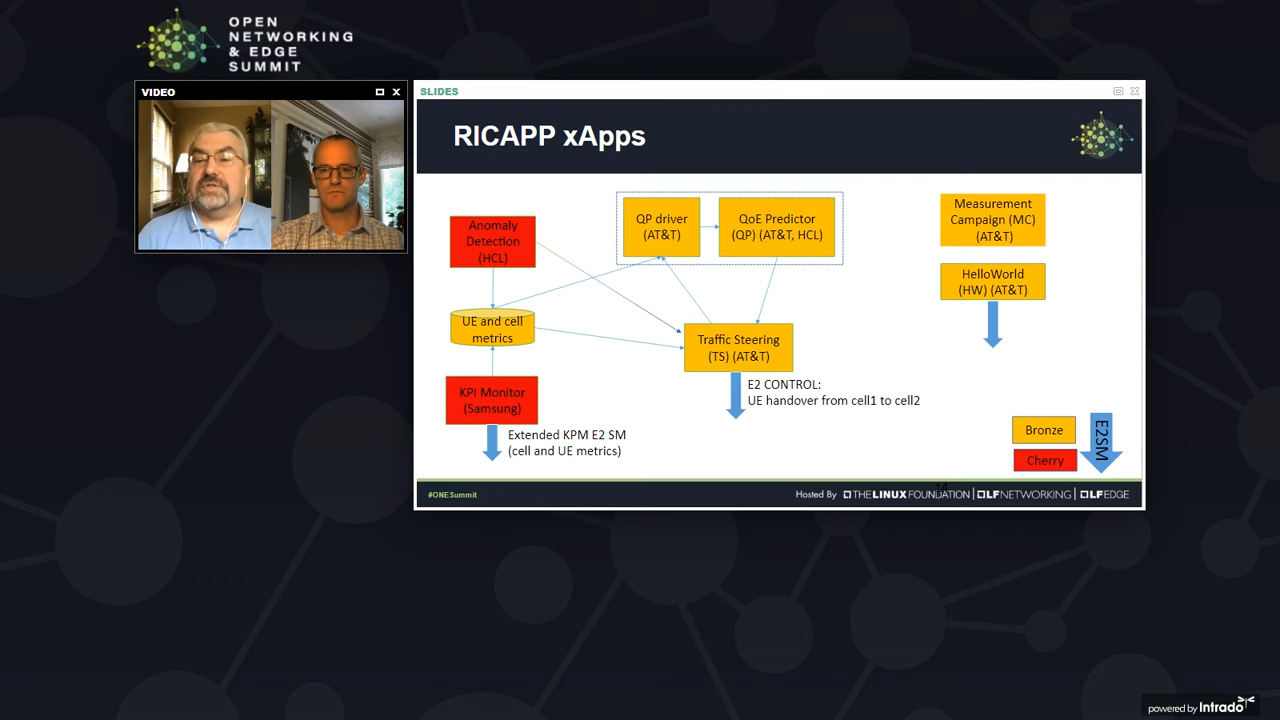 OPEN
NETWORKING
& EDGE
SUMMIT
VIDEO
SLIDES
RICAPP xApps
Anomaly
Detection
(HCL)
QP driver
(AT&T)
QoE Predictor
(QP) (AT&T, HCL)
Measurement
Campaign (MC)
(AT&T)
HelloWorld
(HW) (AT&T)
UE and cell
metrics
Traffic Steering
(TS) (AT&T)
KPI Monitor
(Samsung)
E2 CONTROL:
UE handover from cell1 to cell2
Extended KPM E2 SM
(cell and UE metrics)
Bronze
Cherry
E2SM
#ONESummit
14
Hosted By THE LINUX FOUNDATION | LF NETWORKING | LF EDGE
powered by Intrado